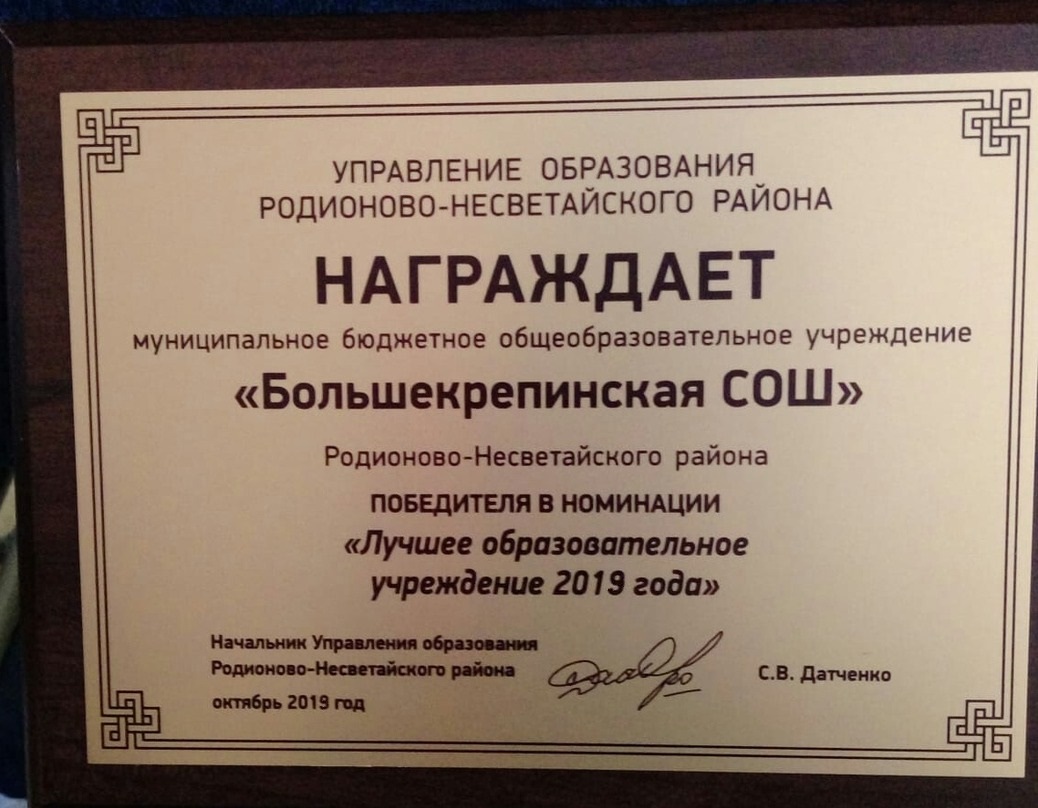 УПРАВЛЕНИЕ ОБРАЗОВАНИЯ
РОДИОНОВО-НЕСВЕТАЙСКОГО РАЙОНА
НАГРАЖДАЕТ
муниципальное бюджетное общеобразовательное учреждение
«Большекрепинская СОШ»
Родионово-Несветайского района
ПОБЕДИТЕЛЯ В НОМИНАЦИИ
«Лучшее образовательное
учреждение 2019 года»
Начальник Управления образования
Родионово-Несветайского района
С.В. Датченко
октябрь 2019 год